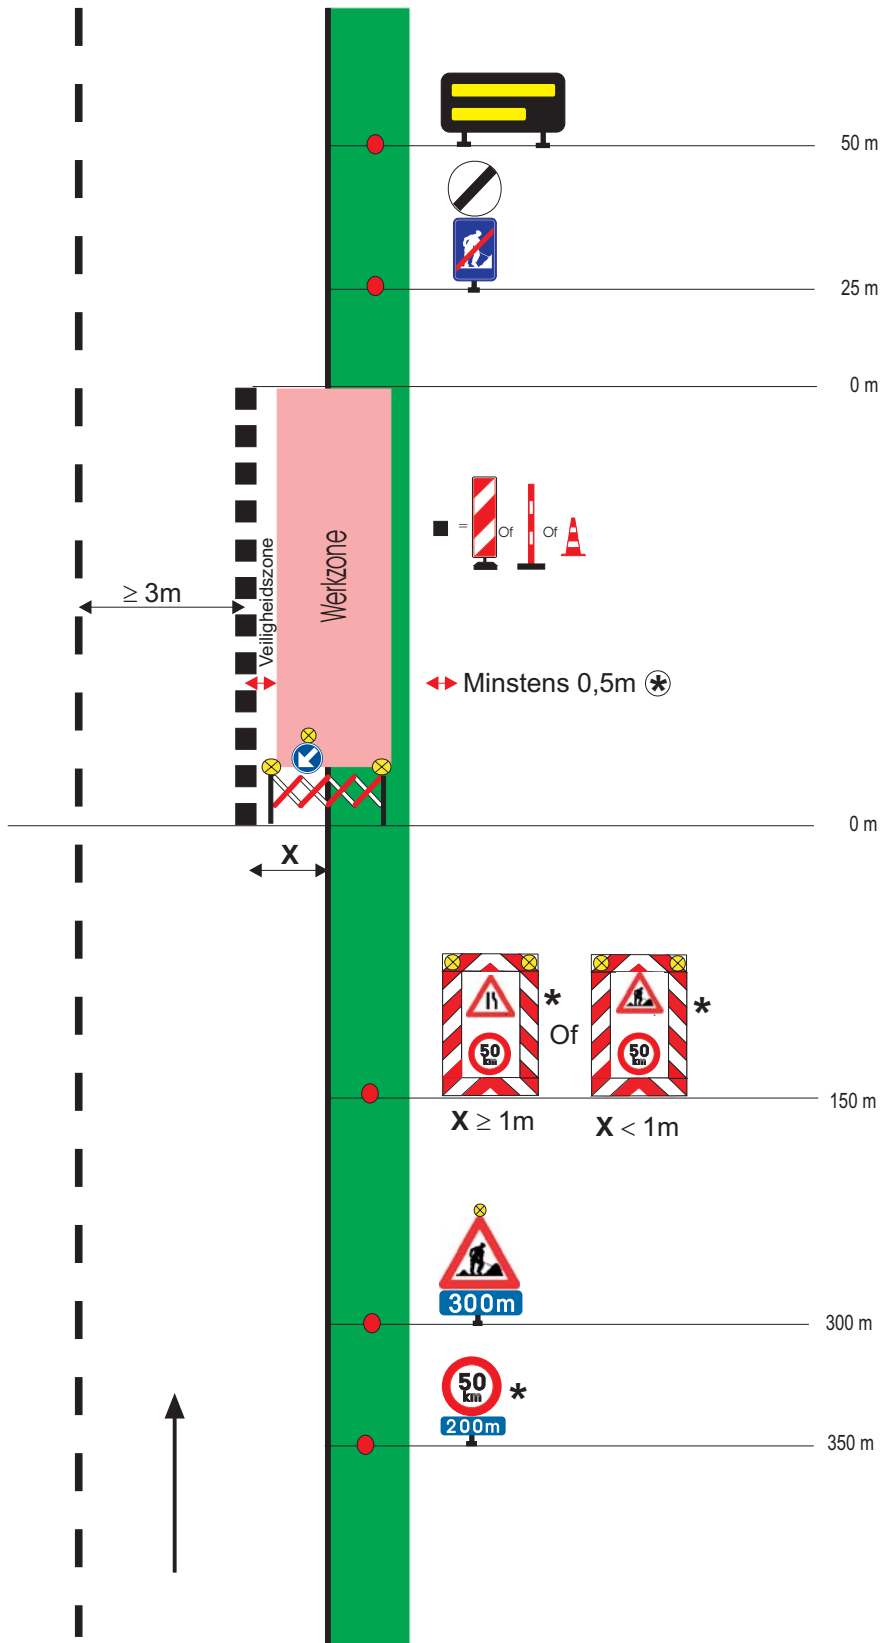 50 m
25 m
0 m
■ = Of Of
≥ 3m
Veiligheidszone
Werkzone
Minstens 0,5m *
0 m
X
50
km
*
Of
50
km
*
150 m
X ≥ 1m
X < 1m
300m
300 m
50
km
*
200m
350 m